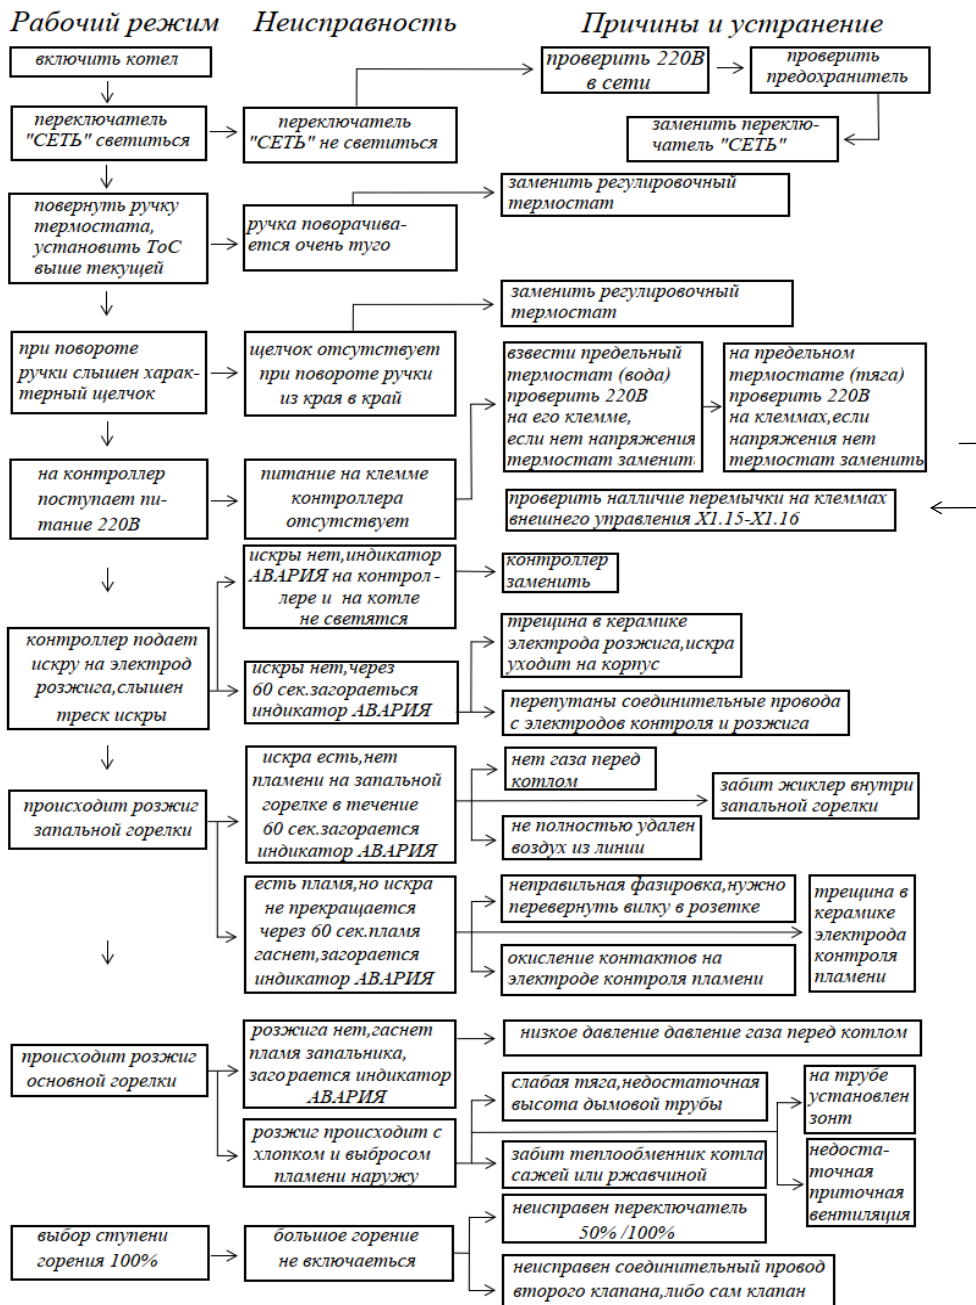 Рабочий режим
Неисправность
Причины и устранение
включить котел
проверить 220В
в сети
проверить
предохранитель
переключатель
"СЕТЬ" светиться
переключатель
"СЕТЬ" не светиться
заменить переклю-
чатель "СЕТЬ"
повернуть ручку
термостата,
установить ТоС
выше текущей
ручка поворачива-
ется очень туго
заменить регулировочный
термостат
заменить регулировочный
термостат
при повороте
ручки слышен харак-
терный щелчок
щелчок отсутствует
при повороте ручки
из края в край
взвести предельный
термостат (вода)
проверить 220В
на его клемме,
если нет напряжения
термостат заменить
на предельном
термостате (тяга)
проверить 220В
на клеммах,если
напряжения нет
термостат заменить
на контроллер
поступает пи-
тание 220В
питание на клемме
контроллера
отсутствует
проверить налличие перемычки на клеммах
внешнего управления X1.15-X1.16
искры нет,индикатор
АВАРИЯ на контрол-
лере и на котле
не светятся
контроллер
заменить
контроллер подает
искру на электрод
розжига,слышен
треск искры
искры нет,через
60 сек.загораеться
индикатор АВАРИЯ
трещина в керамике
электрода розжига,искра
уходит на корпус
перепутаны соединительные провода
с электродов контроля и розжига
происходит розжиг
запальной горелки
искра есть,нет
пламени на запальной
горелке в течение
60 сек.загорается
индикатор АВАРИЯ
нет газа перед
котлом
забит жиклер внутри
запальной горелки
не полностью удален
воздух из линии
есть пламя,но искра
не прекращается
через 60 сек.пламя
гаснет,загорается
индикатор АВАРИЯ
неправильная фазировка,нужно
перевернуть вилку в розетке
окисление контактов на
электроде контроля пламени
трещина в
керамике
электрода
контроля
пламени
происходит розжиг
основной горелки
розжига нет,гаснет
пламя запальника,
загорается индикатор
АВАРИЯ
низкое давление давление газа перед котлом
розжиг происходит с
хлопком и выбросом
пламени наружу
слабая тяга,недостаточная
высота дымовой трубы
на трубе
установлен
зонт
забит теплообменник котла
сажей или ржавчиной
недоста-
точная
приточная
вентиляция
выбор ступени
горения 100%
большое горение
не включаеться
неисправен переключатель
50% /100%
неисправен соединительный провод
второго клапана,либо сам клапан